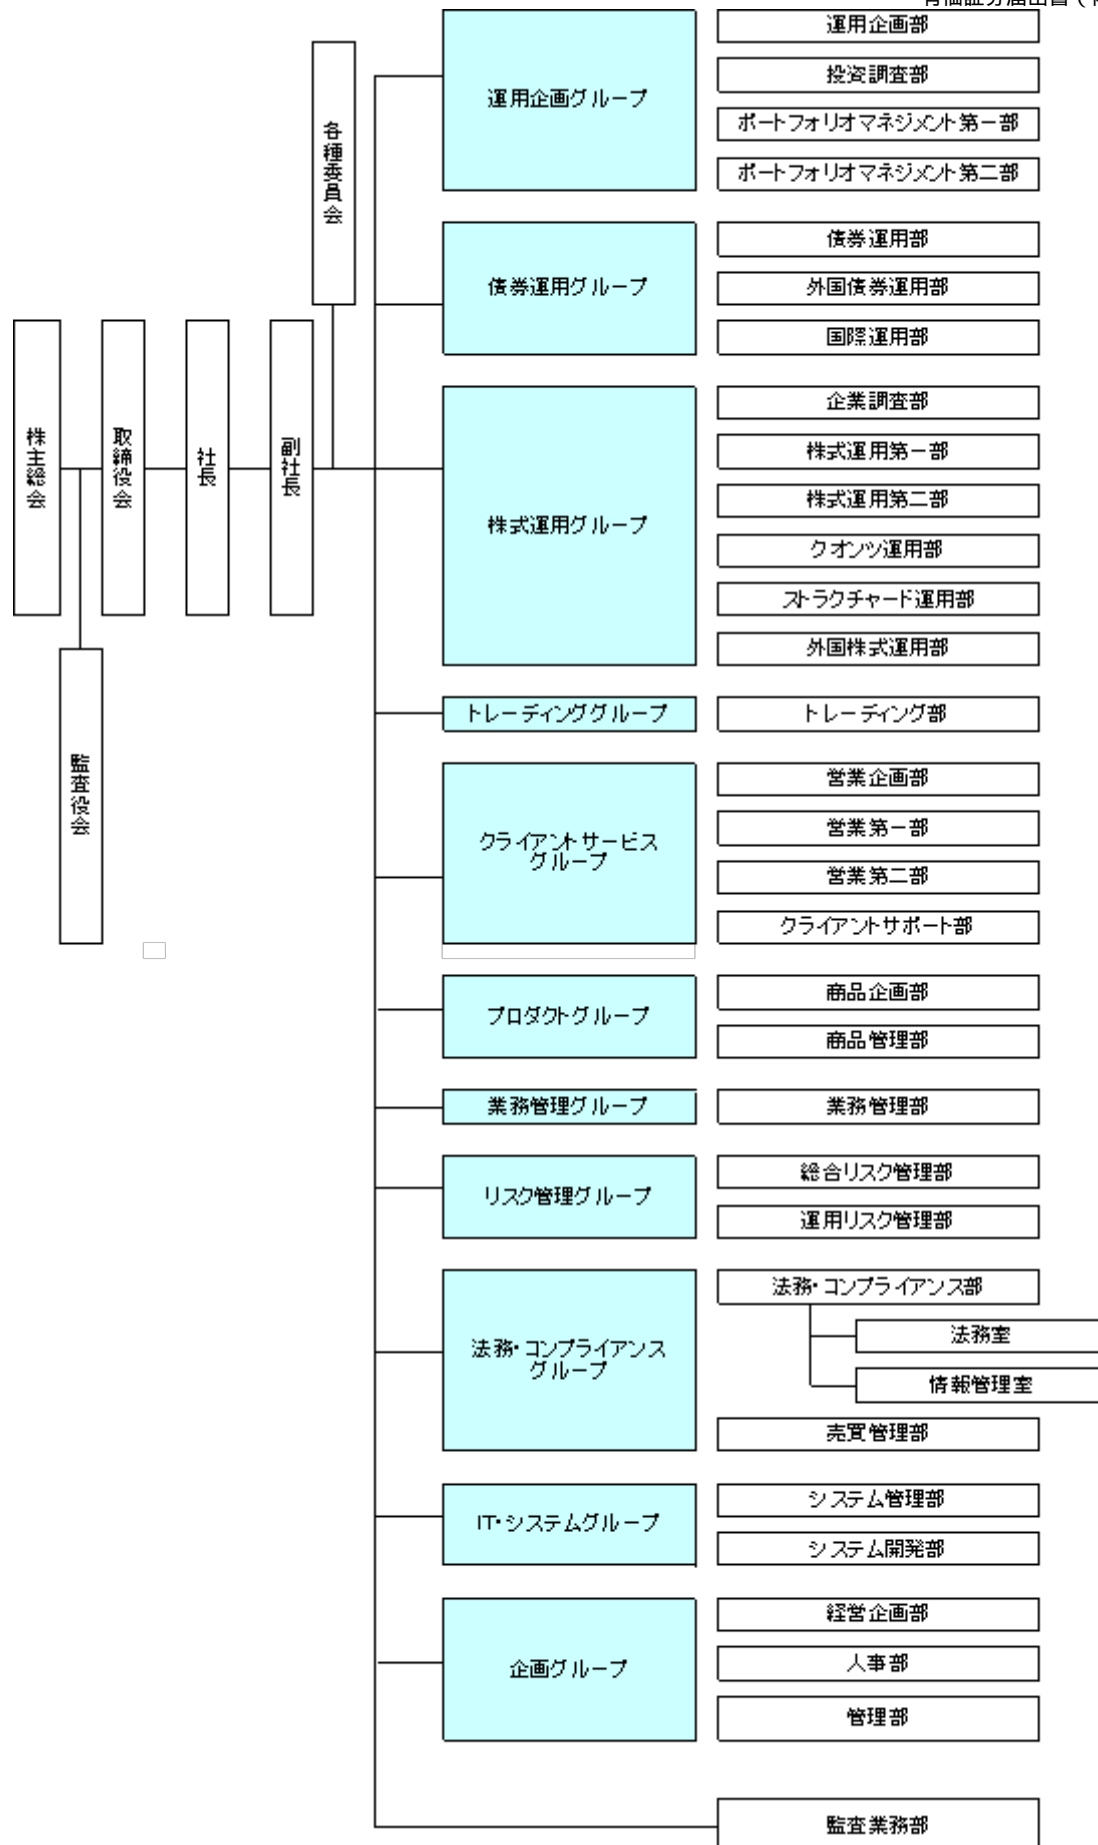 運用企画部
投資調査部
ポートフォリオマネジメント第一部
ポートフォリオマネジメント第二部
運用企画グループ
各種委員会
債券運用部
外国債券運用部
国際運用部
債券運用グループ
株主総会
取締役会
社長
副社長
監査役会
企業調査部
株式運用第一部
株式運用第二部
クオンツ運用部
ストラクチャード運用部
外国株式運用部
株式運用グループ
トレーディンググループ
トレーディング部
営業企画部
営業第一部
営業第二部
クライアントサポート部
クライアントサービス
グループ
商品企画部
商品管理部
プロダクトグループ
業務管理グループ
業務管理部
総合リスク管理部
運用リスク管理部
リスク管理グループ
法務・コンプライアンス部
法務室
情報管理室
売買管理部
法務・コンプライアンス
グループ
システム管理部
システム開発部
IT・システムグループ
経営企画部
人事部
管理部
企画グループ
監査業務部